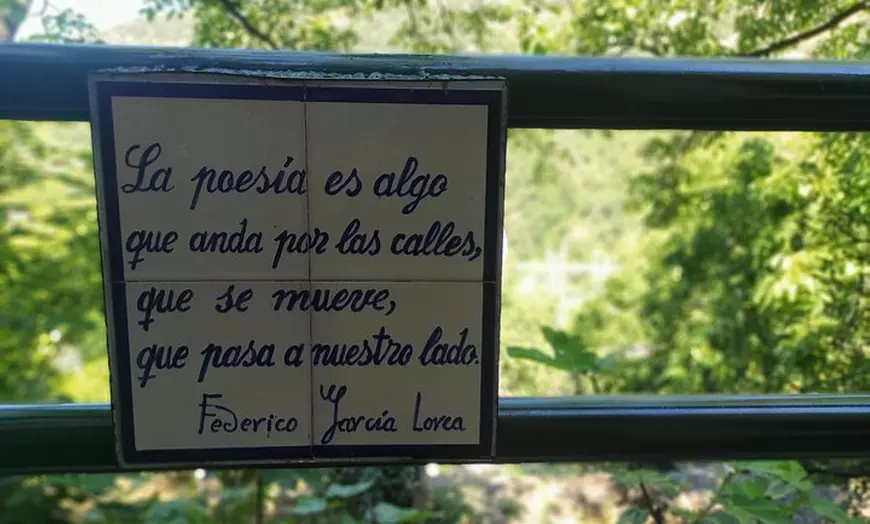 La poesía es algo
que anda por las calles,
que se mueve,
que pasa a nuestro lado.
Federico García Lorca